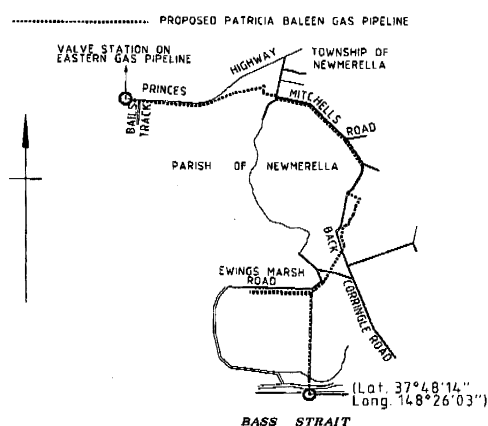 PROPOSED PATRICIA BALEEN GAS PIPELINE
VALVE STATION ON
EASTERN GAS PIPELINE
HIGHWAY
TOWNSHIP OF
NEWMERELLA
PRINCES
MITCHELLS
ROAD
BAILS
TRACK
PARISH OF NEWMERELLA
BACK
CORRINGLE ROAD
EWINGS MARSH
ROAD
(Lat. 37°48'14"
Long. 148°26'03")
BASS STRAIT